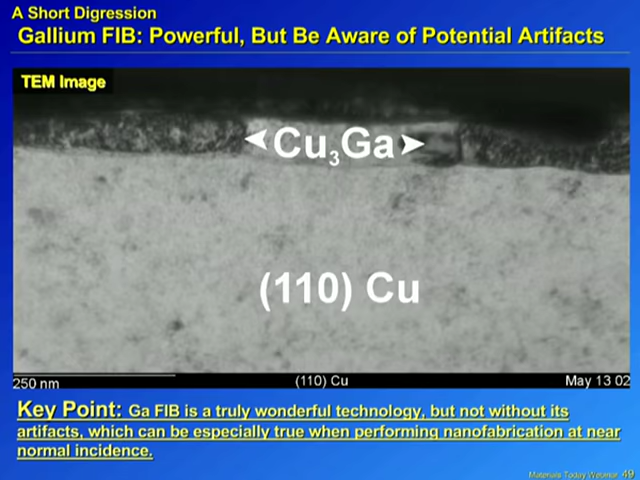 A Short Digression
Gallium FIB: Powerful, But Be Aware of Potential Artifacts
TEM Image
Cu₃Ga
(110) Cu
250 nm
(110) Cu
May 13 02
Key Point: Ga FIB is a truly wonderful technology, but not without its
artifacts, which can be especially true when performing nanofabrication at near
normal incidence.
Materials Today Webinar 49